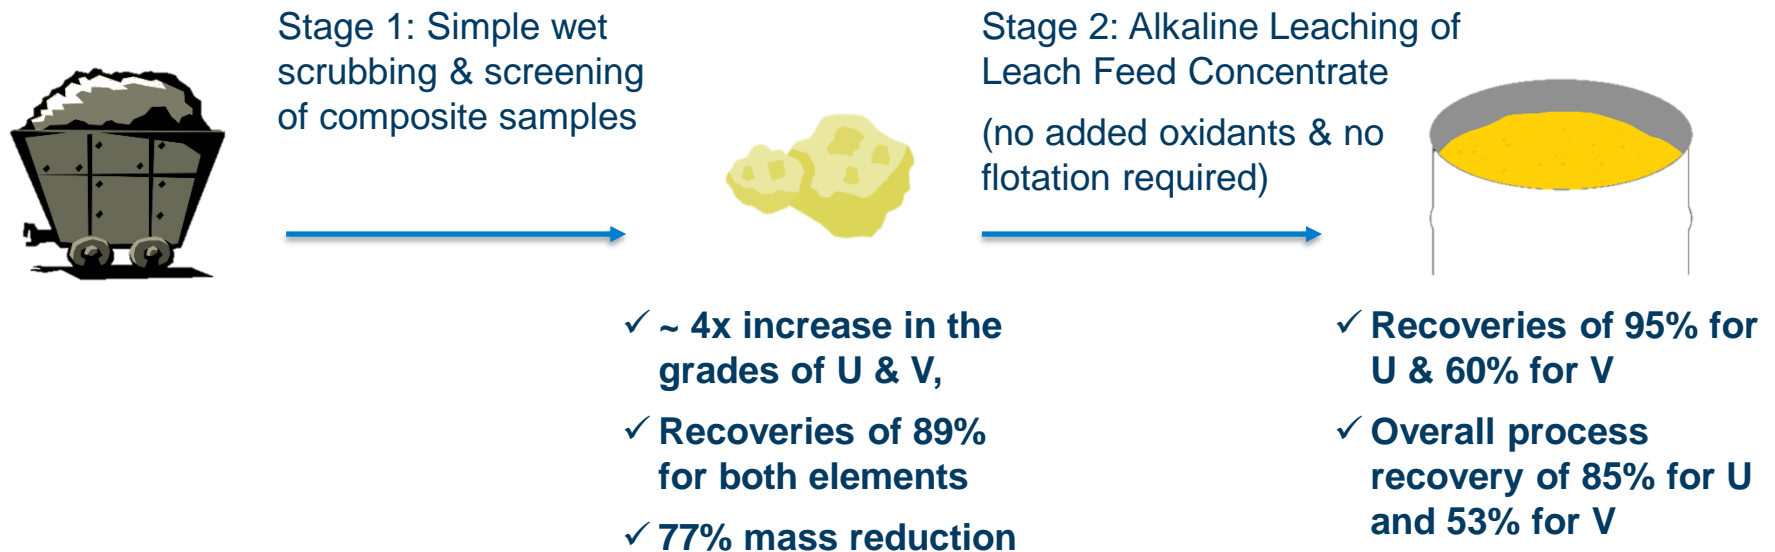 Stage 1: Simple wet
scrubbing & screening
of composite samples
✓ ~ 4x increase in the
grades of U & V,
✓ Recoveries of 89%
for both elements
✓ 77% mass reduction
Stage 2: Alkaline Leaching of
Leach Feed Concentrate
(no added oxidants & no
flotation required)
✓ Recoveries of 95% for
U & 60% for V
✓ Overall process
recovery of 85% for U
and 53% for V